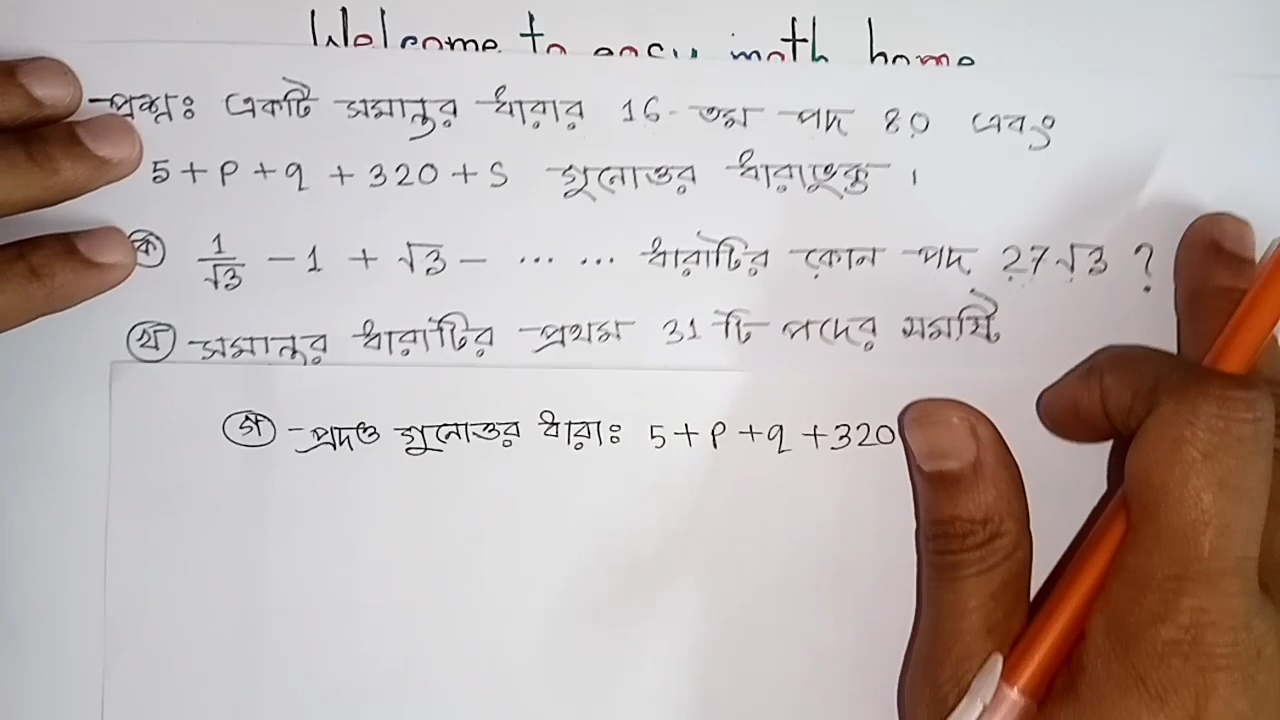 Welcome to easy math home
প্রশ্নঃ একটি সমান্তর ধারার 16-তম পদ 80 এবং
5+p+q+320+s গুনোত্তর ধারাভুক্ত।
ক 1/√3 - 1 + √3 - ... ... ধারাটির কোন পদ 27√3 ?
খ সমান্তর ধারাটির প্রথম 31 টি পদের সমষ্টি
গ প্রদত্ত গুনোত্তর ধারাঃ 5+p+q+320